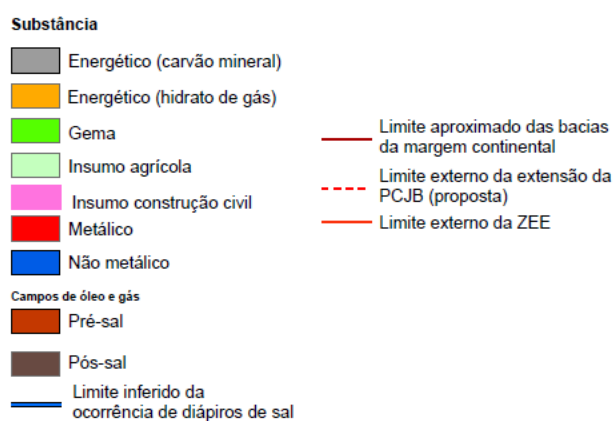 Substância
Energético (carvão mineral)
Energético (hidrato de gás)
Gema
Insumo agrícola
Insumo construção civil
Metálico
Não metálico
Campos de óleo e gás
Pré-sal
Pós-sal
Limite inferido da
ocorrência de diápiros de sal
Limite aproximado das bacias
da margem continental
Limite externo da extensão da
PCJB (proposta)
Limite externo da ZEE